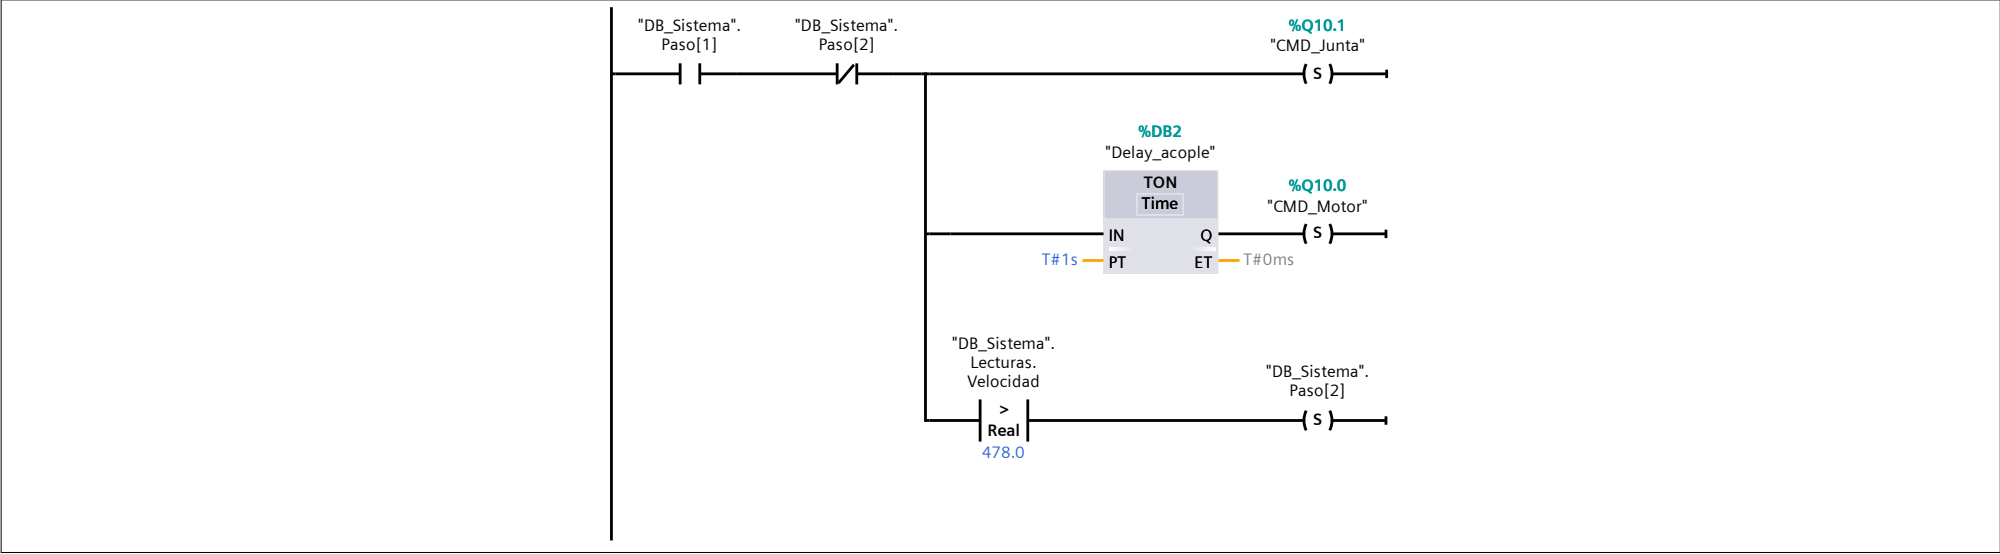 "DB_Sistema".
Paso[1]
"DB_Sistema".
Paso[2]
%Q10.1
"CMD_Junta"
S
%DB2
"Delay_acople"
TON
Time
%Q10.0
"CMD_Motor"
IN
Q
S
T#1s
PT
ET
T#0ms
"DB_Sistema".
Lecturas.
Velocidad
>
Real
478.0
"DB_Sistema".
Paso[2]
S